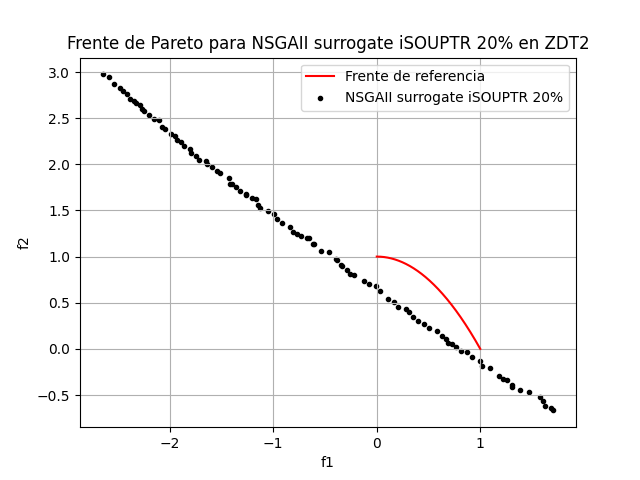 Frente de Pareto para NSGAII surrogate iSOUPTR 20% en ZDT2
Frente de referencia
NSGAII surrogate iSOUPTR 20%
3.0
2.5
2.0
1.5
1.0
0.5
0.0
−0.5
f2
−2
−1
0
1
f1